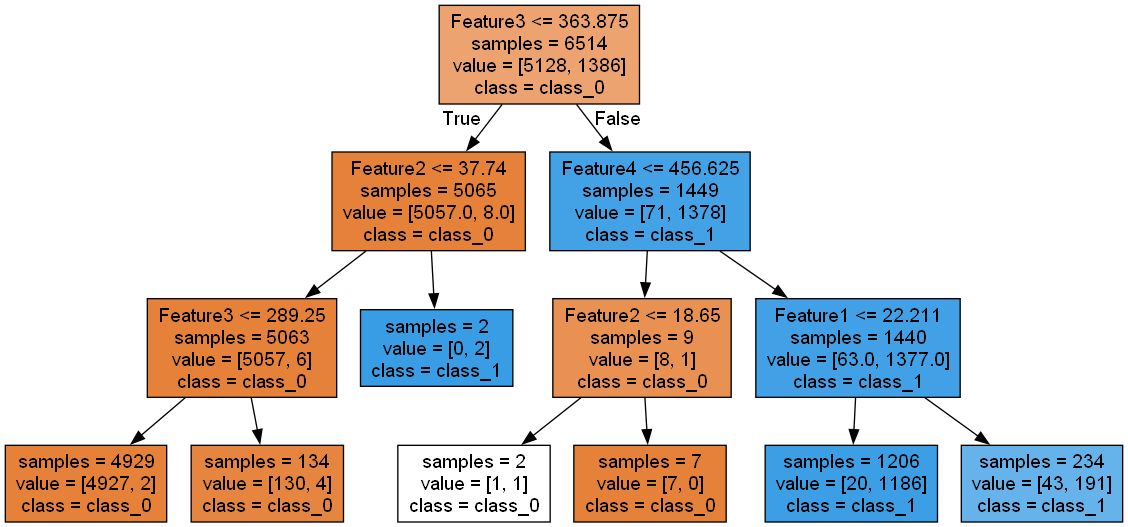 Feature3 <= 363.875
samples = 6514
value = [5128, 1386]
class = class_0
True
False
Feature2 <= 37.74
samples = 5065
value = [5057.0, 8.0]
class = class_0
Feature4 <= 456.625
samples = 1449
value = [71, 1378]
class = class_1
Feature3 <= 289.25
samples = 5063
value = [5057, 6]
class = class_0
samples = 2
value = [0, 2]
class = class_1
Feature2 <= 18.65
samples = 9
value = [8, 1]
class = class_0
Feature1 <= 22.211
samples = 1440
value = [63.0, 1377.0]
class = class_1
samples = 4929
value = [4927, 2]
class = class_0
samples = 134
value = [130, 4]
class = class_0
samples = 2
value = [1, 1]
class = class_0
samples = 7
value = [7, 0]
class = class_0
samples = 1206
value = [20, 1186]
class = class_1
samples = 234
value = [43, 191]
class = class_1